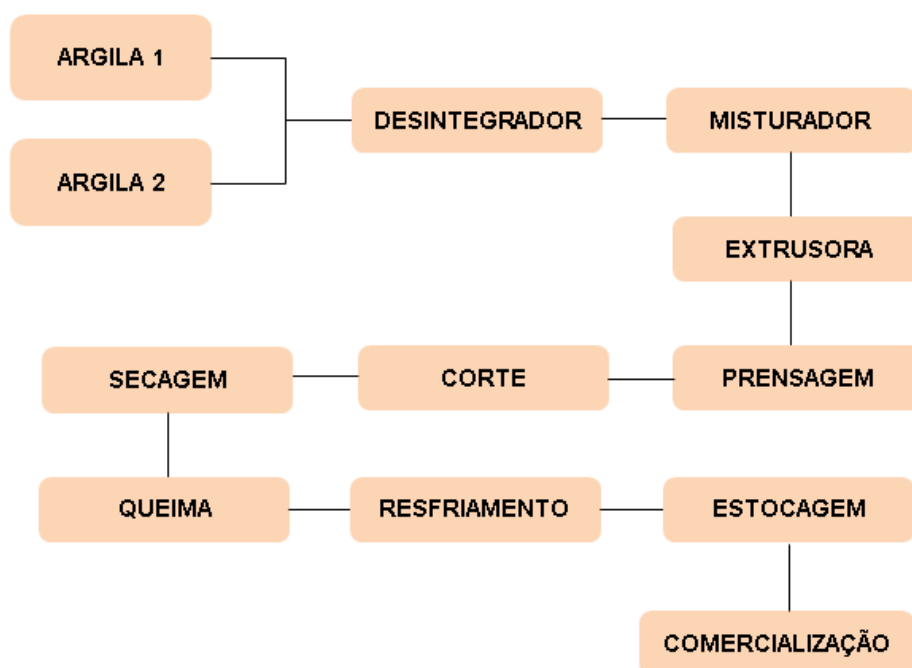 ARGILA 1
ARGILA 2
DESINTEGRADOR
MISTURADOR
EXTRUSORA
PRENSAGEM
CORTE
SECAGEM
QUEIMA
RESFRIAMENTO
ESTOCAGEM
COMERCIALIZAÇÃO